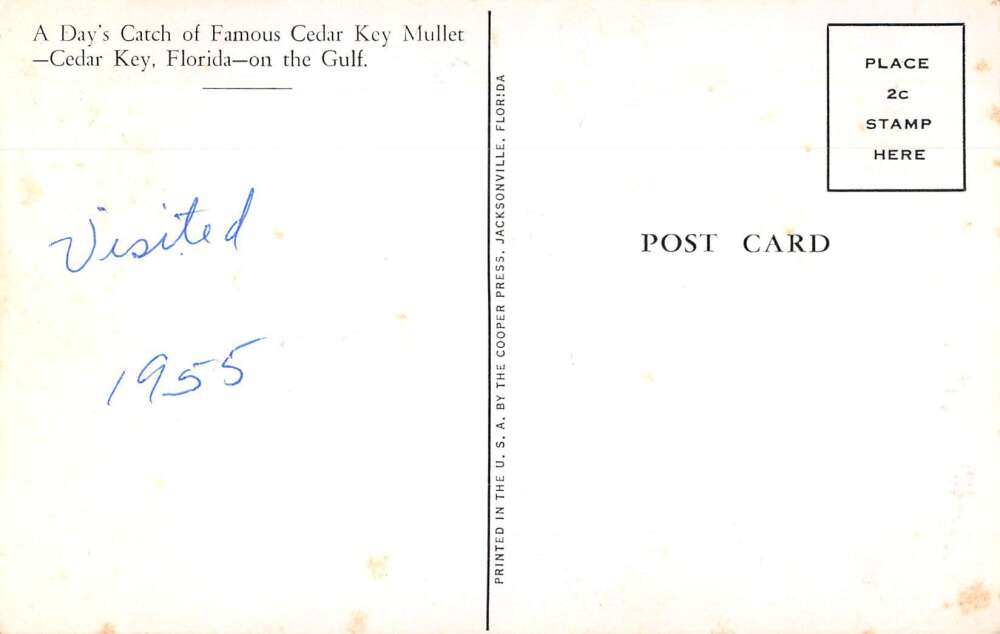 A Day's Catch of Famous Cedar Key Mullet
—Cedar Key, Florida—on the Gulf.
Visited
1955
PRINTED IN THE U. S. A. BY THE COOPER PRESS, JACKSONVILLE, FLORIDA
PLACE
2c
STAMP
HERE
POST CARD